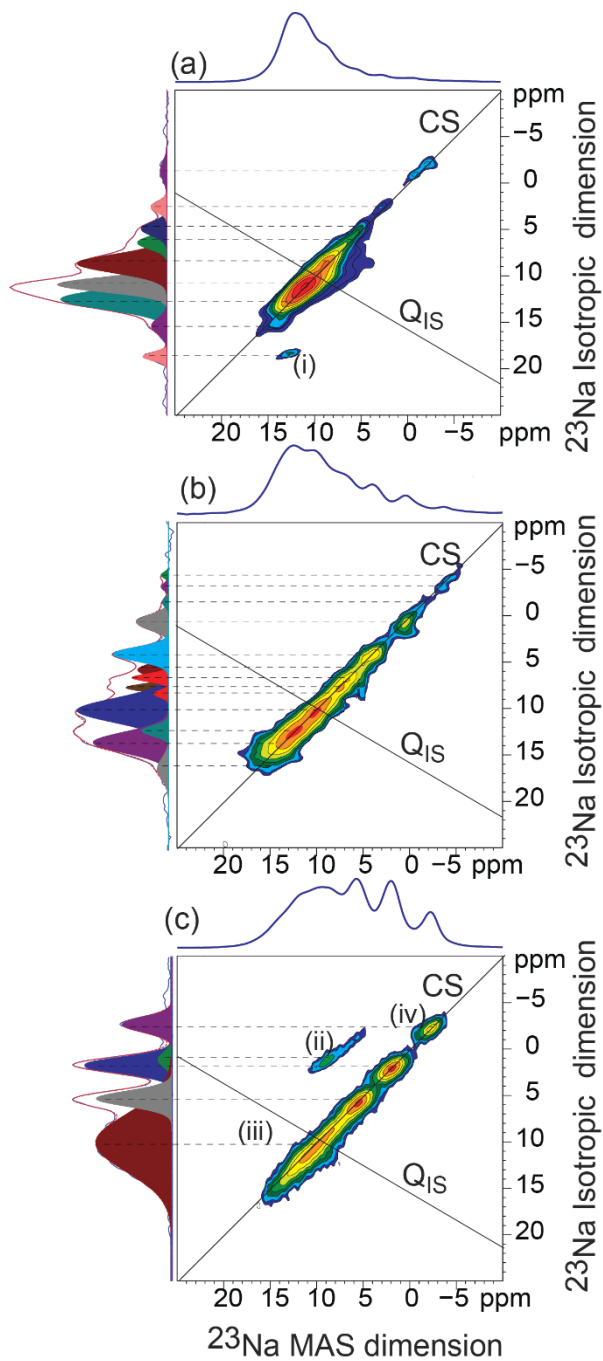 (a)
ppm
CS
−5
0
5
10
15
20
Q_IS
(i)
20 15 10 5 0 −5 ppm
²³Na Isotropic dimension
(b)
ppm
CS
−5
0
5
10
15
20
Q_IS
20 15 10 5 0 −5 ppm
²³Na Isotropic dimension
(c)
ppm
CS
(iv)
−5
(ii)
0
5
(iii)
10
15
20
Q_IS
20 15 10 5 0 −5 ppm
²³Na Isotropic dimension
²³Na MAS dimension